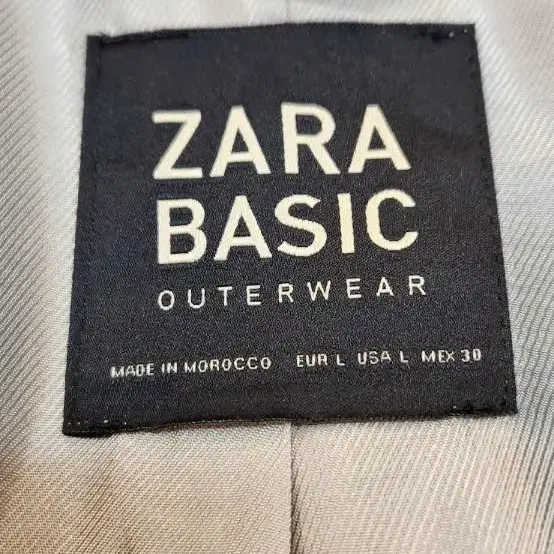 ZARA
BASIC
OUTERWEAR
MADE IN MOROCCO EUR L USA L MEX 30